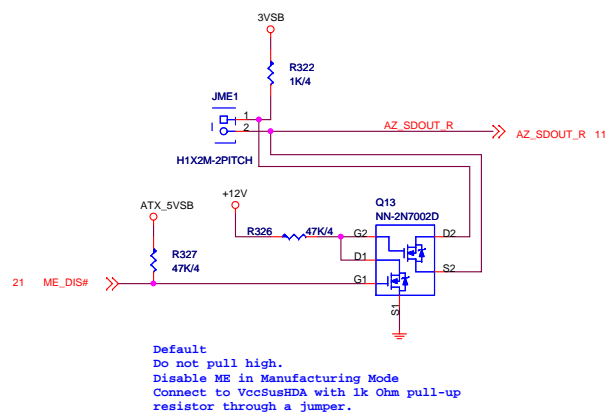 3VSB
R322
1K/4
JME1
1
2
AZ_SDOUT_R
AZ_SDOUT_R 11
H1X2M-2PITCH
+12V
Q13
NN-2N7002D
ATX_5VSB
R326 47K/4
G2 D2
D1
S2
R327
47K/4
21 ME_DIS#
G1
S1
Default
Do not pull high.
Disable ME in Manufacturing Mode
Connect to VccSusHDA with 1k Ohm pull-up
resistor through a jumper.